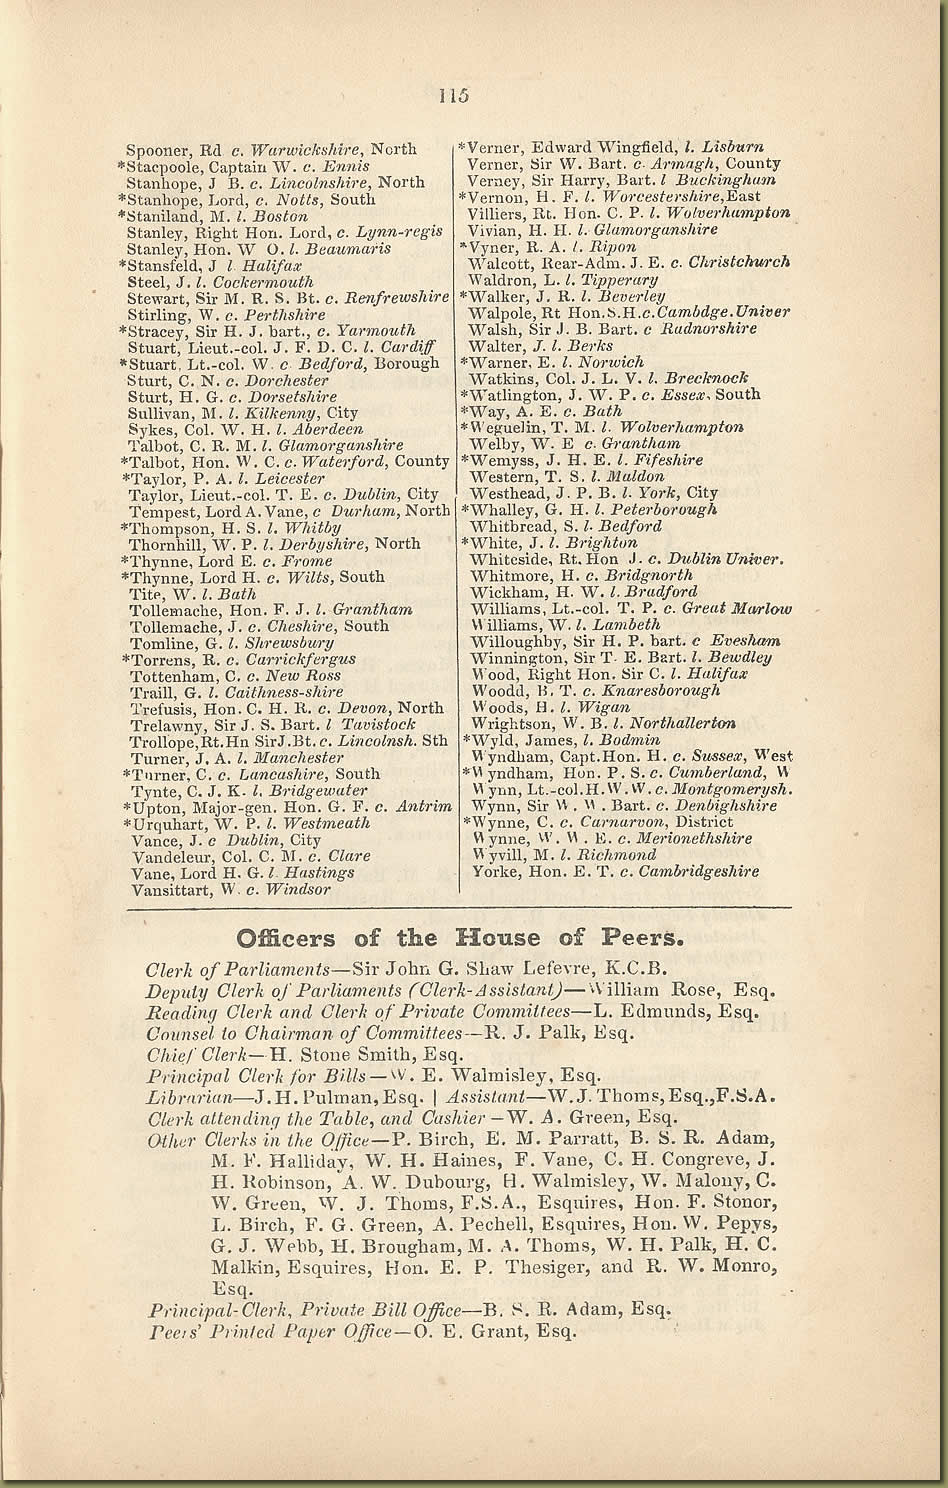 115
Spooner, Rd c. Warwickshire, North
*Stacpoole, Captain W. c. Ennis
Stanhope, J B. c. Lincolnshire, North
*Stanhope, Lord, c. Notts, South
*Staniland, M. l. Boston
Stanley, Right Hon. Lord, c. Lynn-regis
Stanley, Hon. W O. l. Beaumaris
*Stansfeld, J l. Halifax
Steel, J. l. Cockermouth
Stewart, Sir M. R. S. Bt. c. Renfrewshire
Stirling, W. c. Perthshire
*Stracey, Sir H. J. bart., c. Yarmouth
Stuart, Lieut.-col. J. F. D. C. l. Cardiff
*Stuart, Lt.-col. W. c Bedford, Borough
Sturt, C. N. c. Dorchester
Sturt, H. G. c. Dorsetshire
Sullivan, M. l. Kilkenny, City
Sykes, Col. W. H. l. Aberdeen
Talbot, C. R. M. l. Glamorganshire
*Talbot, Hon. W. C. c. Waterford, County
*Taylor, P. A. l. Leicester
Taylor, Lieut.-col. T. E. c. Dublin, City
Tempest, Lord A. Vane, c Durham, North
*Thompson, H. S. l. Whitby
Thornhill, W. P. l. Derbyshire, North
*Thynne, Lord E. c. Frome
*Thynne, Lord H. c. Wilts, South
Tite, W. l. Bath
Tollemache, Hon. F. J. l. Grantham
Tollemache, J. c. Cheshire, South
Tomline, G. l. Shrewsbury
*Torrens, R. c. Carrickfergus
Tottenham, C. c. New Ross
Traill, G. l. Caithness-shire
Trefusis, Hon. C. H. R. c. Devon, North
Trelawny, Sir J. S. Bart. l Tavistock
Trollope,Rt.Hn SirJ.Bt. c. Lincolnsh. Sth
Turner, J. A. l. Manchester
*Turner, C. c. Lancashire, South
Tynte, C. J. K. l. Bridgewater
*Upton, Major-gen. Hon. G. F. c. Antrim
*Urquhart, W. P. l. Westmeath
Vance, J. c Dublin, City
Vandeleur, Col. C. M. c. Clare
Vane, Lord H. G. l. Hastings
Vansittart, W. c. Windsor
*Verner, Edward Wingfield, l. Lisburn
Verner, Sir W. Bart. c. Armagh, County
Verney, Sir Harry, Bart. l Buckingham
*Vernon, H. F. l. Worcestershire,East
Villiers, Rt. Hon. C. P. l. Wolverhampton
Vivian, H. H. l. Glamorganshire
*Vyner, R. A. l. Ripon
Walcott, Rear-Adm. J. E. c. Christchurch
Waldron, L. l. Tipperary
*Walker, J. R. l. Beverley
Walpole, Rt Hon.S.H.c.Cambdge.Univer
Walsh, Sir J. B. Bart. c Radnorshire
Walter, J. l. Berks
*Warner, E. l. Norwich
Watkins, Col. J. L. V. l. Brecknock
*Watlington, J. W. P. c. Essex, South
*Way, A. E. c. Bath
*Weguelin, T. M. l. Wolverhampton
Welby, W. E c. Grantham
*Wemyss, J. H. E. l. Fifeshire
Western, T. S. l. Maldon
Westhead, J. P. B. l. York, City
*Whalley, G. H. l. Peterborough
Whitbread, S. l. Bedford
*White, J. l. Brighton
Whiteside, Rt. Hon J. c. Dublin Univer.
Whitmore, H. c. Bridgnorth
Wickham, H. W. l. Bradford
Williams, Lt.-col. T. P. c. Great Marlow
Williams, W. l. Lambeth
Willoughby, Sir H. P. bart. c Evesham
Winnington, Sir T. E. Bart. l. Bewdley
Wood, Right Hon. Sir C. l. Halifax
Woodd, B. T. c. Knaresborough
Woods, H. l. Wigan
Wrightson, W. B. l. Northallerton
*Wyld, James, l. Bodmin
Wyndham, Capt.Hon. H. c. Sussex, West
*Wyndham, Hon. P. S. c. Cumberland, W
Wynn, Lt.-col.H.W.W.c.Montgomerysh.
Wynn, Sir W. W. Bart. c. Denbighshire
*Wynne, C. c. Carnarvon, District
Wynne, W. W. E. c. Merionethshire
Wyvill, M. l. Richmond
Yorke, Hon. E. T. c. Cambridgeshire
Officers of the House of Peers.
Clerk of Parliaments—Sir John G. Shaw Lefevre, K.C.B.
Deputy Clerk of Parliaments (Clerk-Assistant)—William Rose, Esq.
Reading Clerk and Clerk of Private Committees—L. Edmunds, Esq.
Counsel to Chairman of Committees—R. J. Palk, Esq.
Chief Clerk—H. Stone Smith, Esq.
Principal Clerk for Bills—W. E. Walmisley, Esq.
Librarian—J. H. Pulman, Esq. | Assistant—W. J. Thoms, Esq., F.S.A.
Clerk attending the Table, and Cashier—W. A. Green, Esq.
Other Clerks in the Office—P. Birch, E. M. Parratt, B. S. R. Adam,
M. F. Halliday, W. H. Haines, F. Vane, C. H. Congreve, J.
H. Robinson, A. W. Dubourg, H. Walmisley, W. Malony, C.
W. Green, W. J. Thoms, F.S.A., Esquires, Hon. F. Stonor,
L. Birch, F. G. Green, A. Pechell, Esquires, Hon. W. Pepys,
G. J. Webb, H. Brougham, M. A. Thoms, W. H. Palk, H. C.
Malkin, Esquires, Hon. E. P. Thesiger, and R. W. Monro,
Esq.
Principal-Clerk, Private Bill Office—B. S. R. Adam, Esq.
Peers' Printed Paper Office—O. E. Grant, Esq.